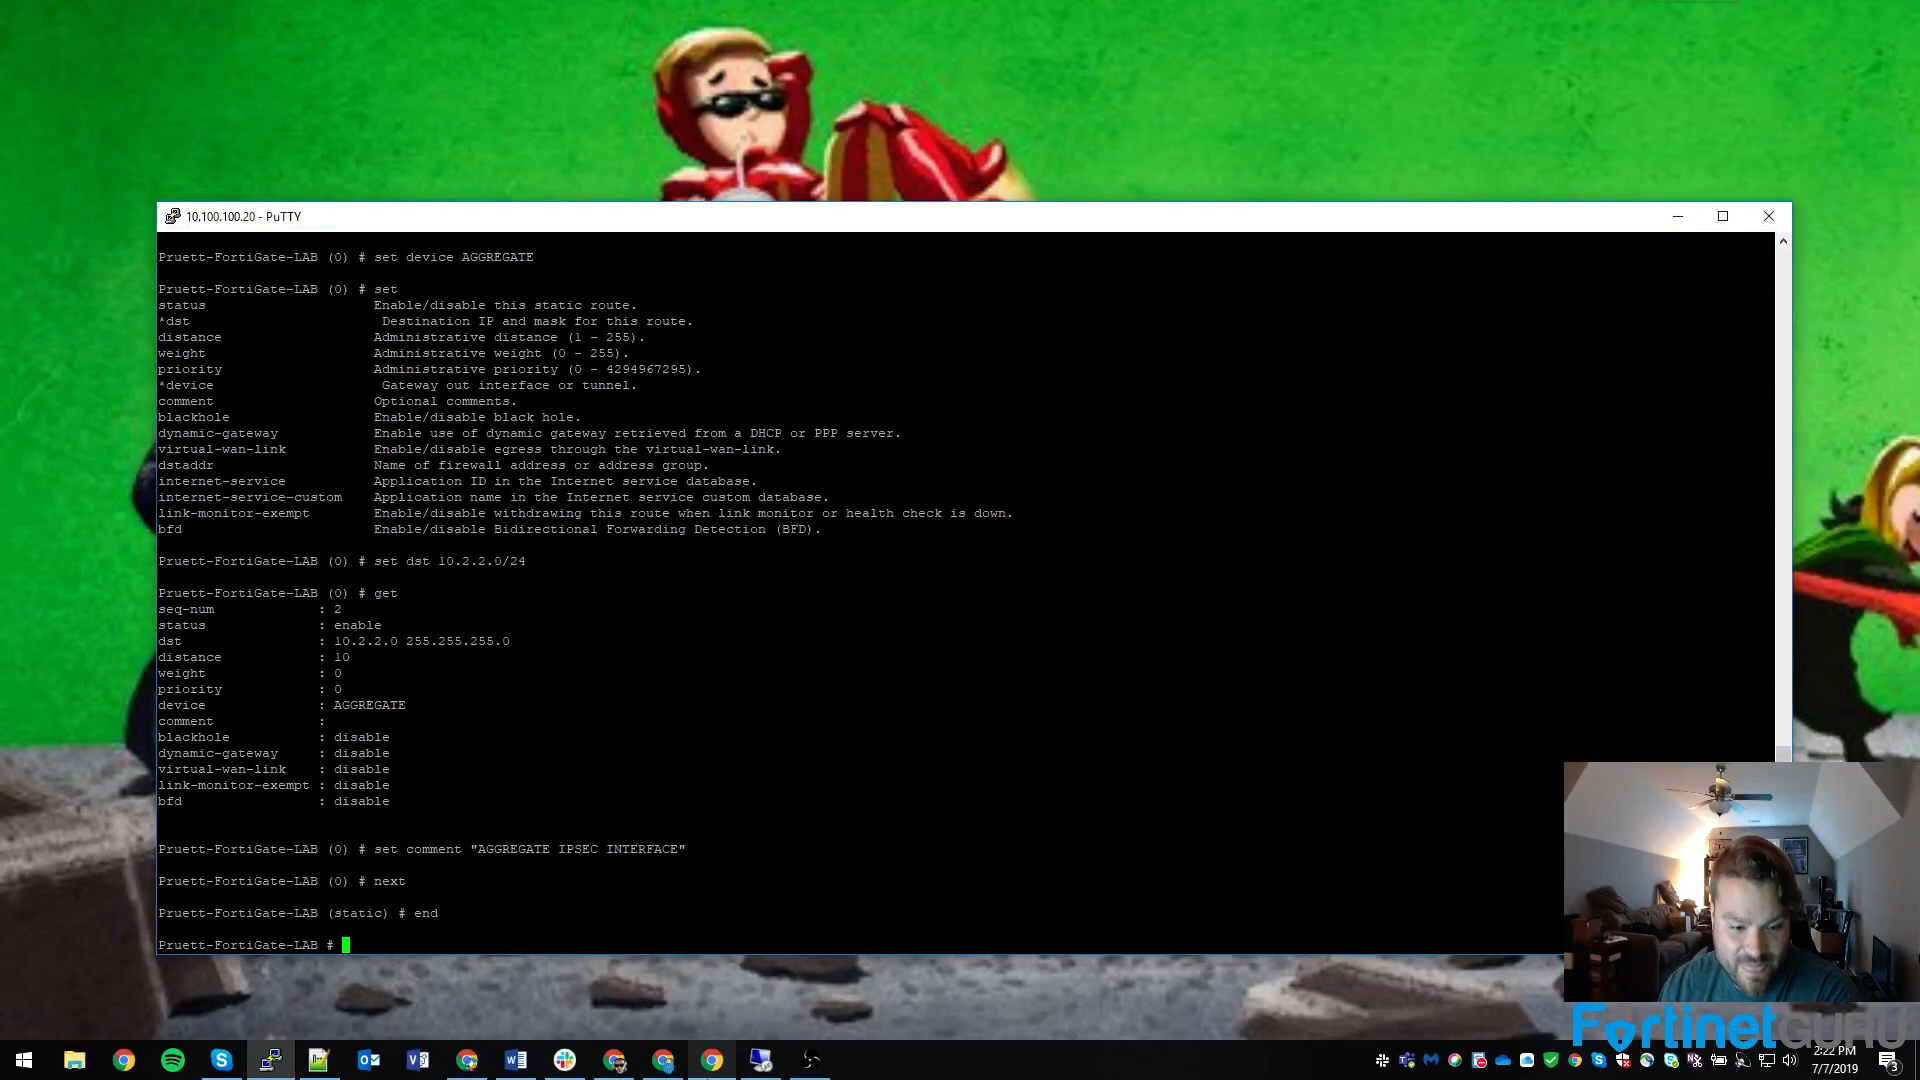 10.100.100.20 - PuTTY
Pruett-FortiGate-LAB (0) # set device AGGREGATE
Pruett-FortiGate-LAB (0) # set
status Enable/disable this static route.
*dst Destination IP and mask for this route.
distance Administrative distance (1 - 255).
weight Administrative weight (0 - 255).
priority Administrative priority (0 - 4294967295).
*device Gateway out interface or tunnel.
comment Optional comments.
blackhole Enable/disable black hole.
dynamic-gateway Enable use of dynamic gateway retrieved from a DHCP or PPP server.
virtual-wan-link Enable/disable egress through the virtual-wan-link.
dstaddr Name of firewall address or address group.
internet-service Application ID in the Internet service database.
internet-service-custom Application name in the Internet service custom database.
link-monitor-exempt Enable/disable withdrawing this route when link monitor or health check is down.
bfd Enable/disable Bidirectional Forwarding Detection (BFD).
Pruett-FortiGate-LAB (0) # set dst 10.2.2.0/24
Pruett-FortiGate-LAB (0) # get
seq-num : 2
status : enable
dst : 10.2.2.0 255.255.255.0
distance : 10
weight : 0
priority : 0
device : AGGREGATE
comment :
blackhole : disable
dynamic-gateway : disable
virtual-wan-link : disable
link-monitor-exempt : disable
bfd : disable
Pruett-FortiGate-LAB (0) # set comment "AGGREGATE IPSEC INTERFACE"
Pruett-FortiGate-LAB (0) # next
Pruett-FortiGate-LAB (static) # end
Pruett-FortiGate-LAB #
FortinetGURU
2:22 PM
7/7/2019
3